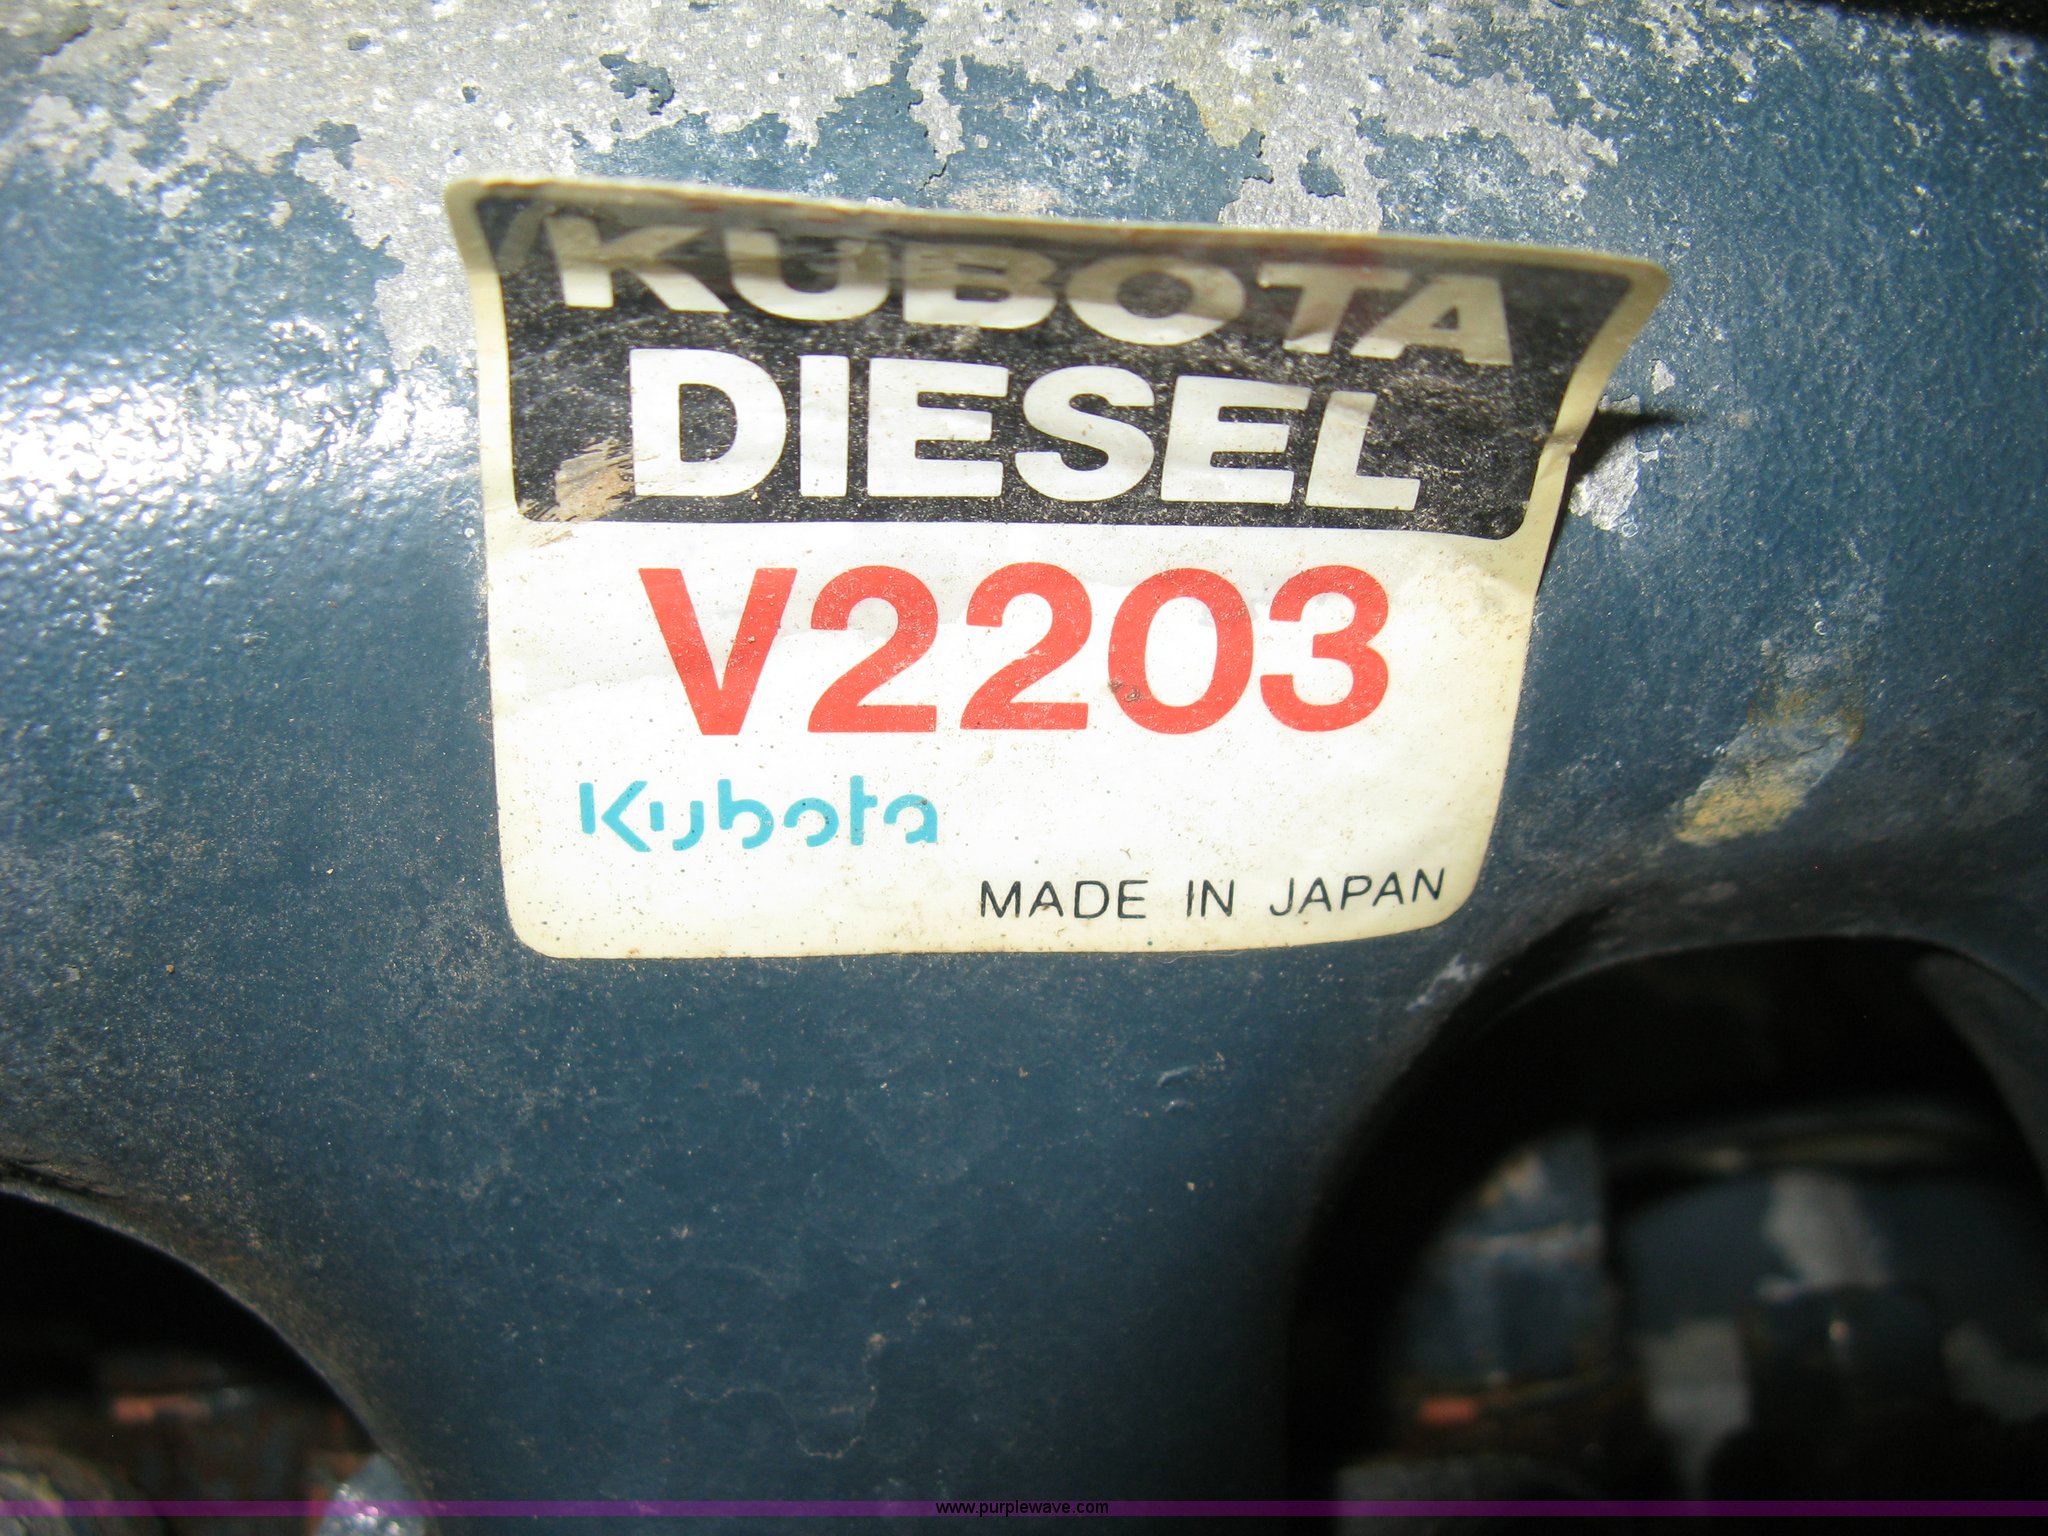 KUBOTA
DIESEL
V2203
Kubota
MADE IN JAPAN
www.purplewave.com